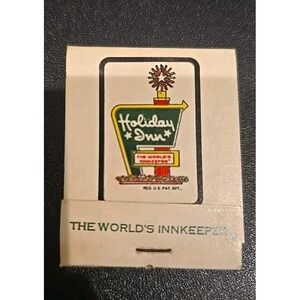 Holiday
Inn
THE WORLD'S
INNKEEPER
REG. U.S. PAT. OFF.
THE WORLD'S INNKEEPER